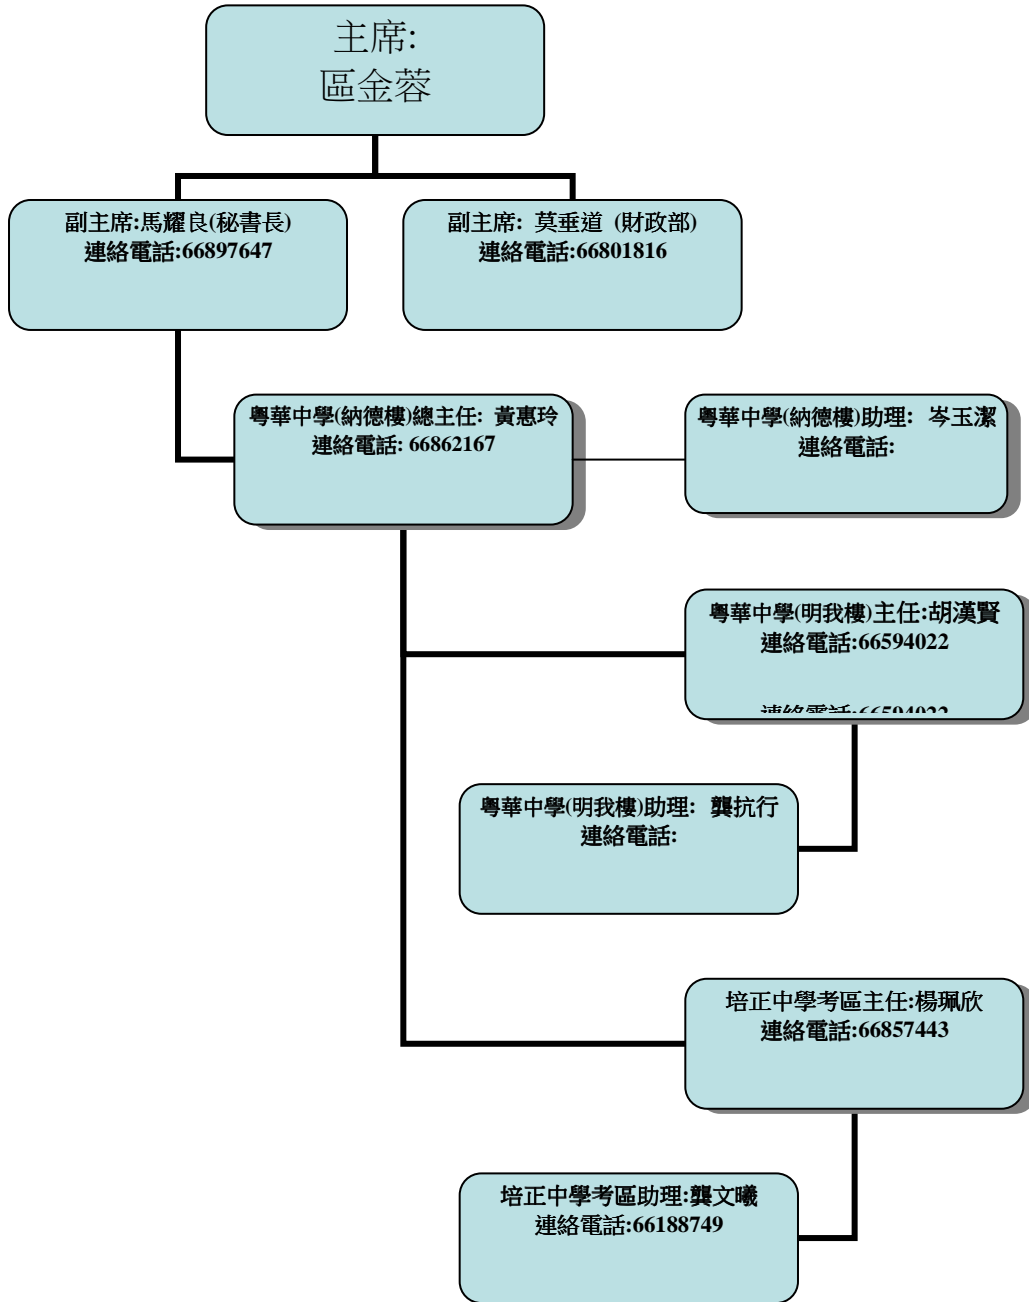 主席:
區金蓉
副主席:馬耀良(秘書長)
連絡電話:66897647
副主席: 莫垂道 (財政部)
連絡電話:66801816
粵華中學(納德樓)總主任: 黃惠玲
連絡電話: 66862167
粵華中學(納德樓)助理: 岑玉潔
連絡電話:
粵華中學(明我樓)主任:胡漢賢
連絡電話:66594022
連絡電話:66594022
粵華中學(明我樓)助理: 龔抗行
連絡電話:
培正中學考區主任:楊珮欣
連絡電話:66857443
培正中學考區助理:龔文曦
連絡電話:66188749